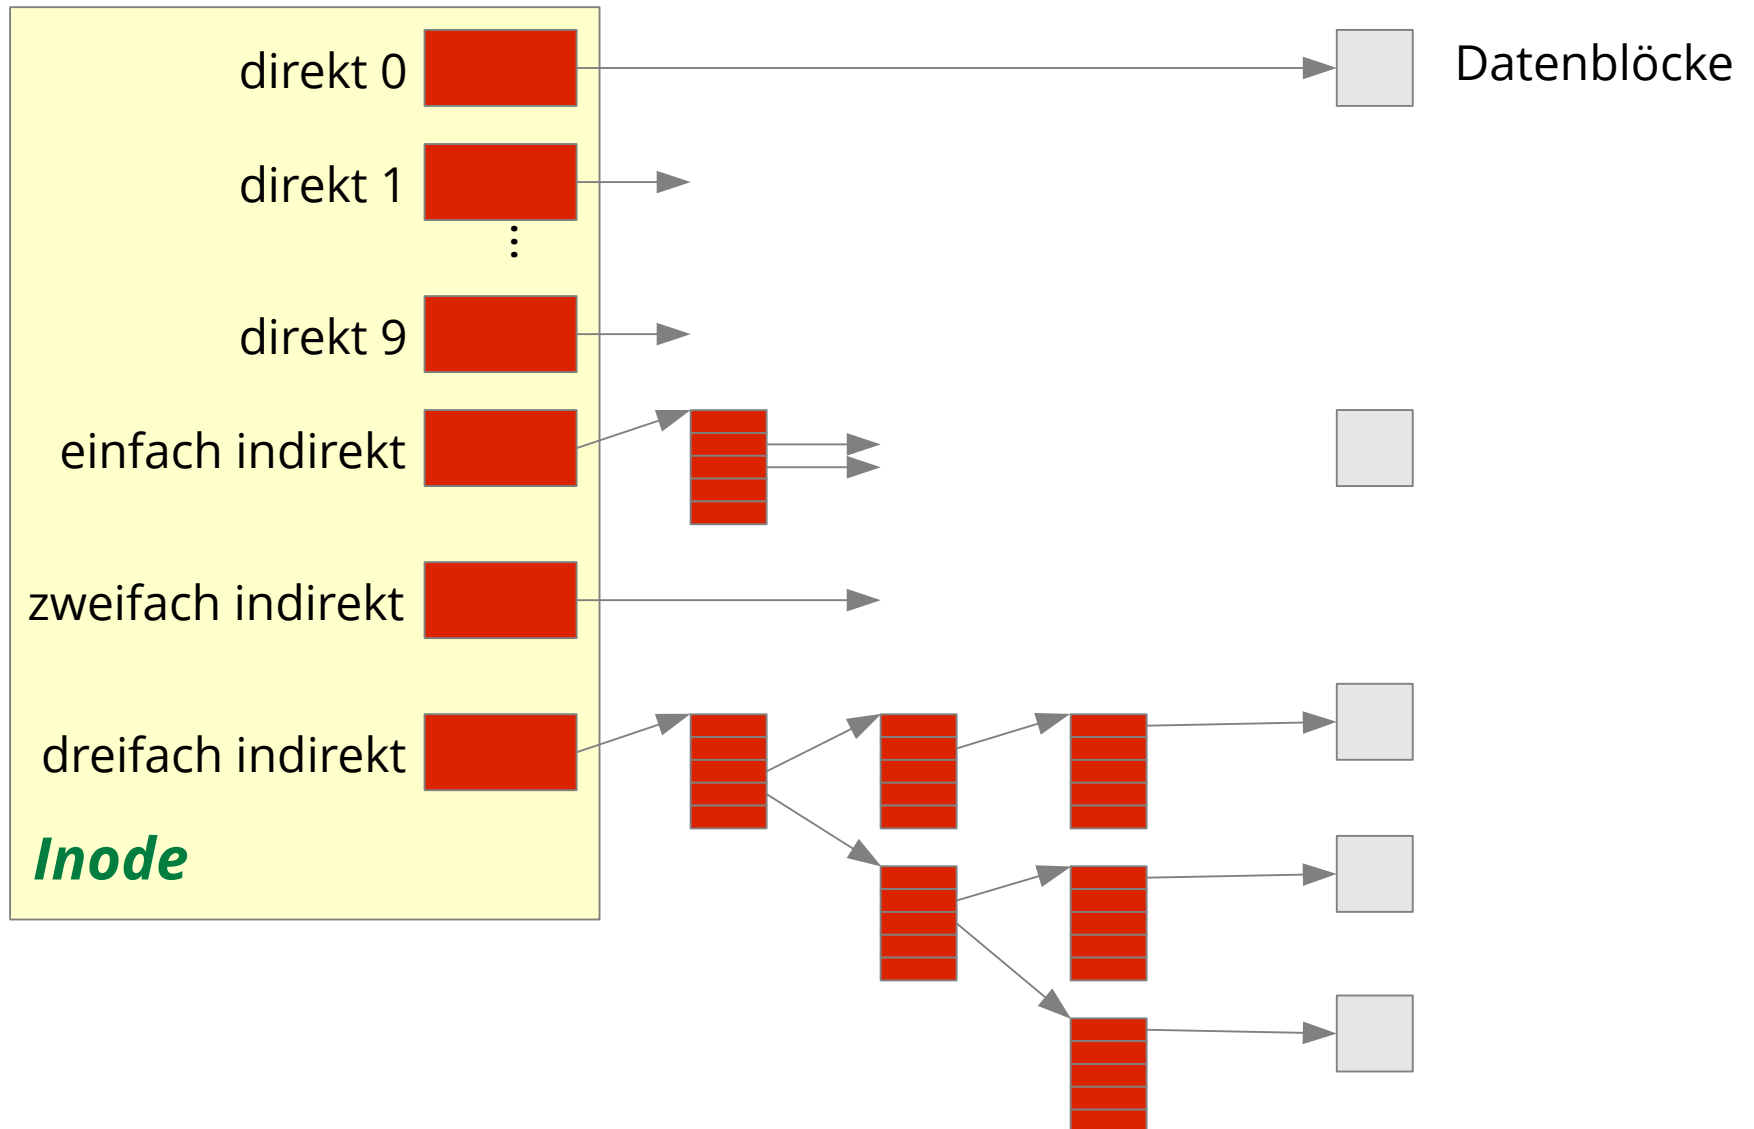 direkt 0
Datenblöcke
direkt 1
...
direkt 9
einfach indirekt
zweifach indirekt
dreifach indirekt
Inode